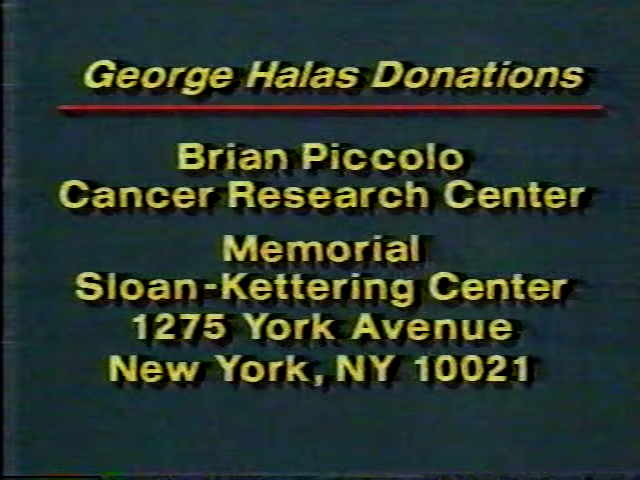 George Halas Donations
Brian Piccolo
Cancer Research Center
Memorial
Sloan-Kettering Center
1275 York Avenue
New York, NY 10021